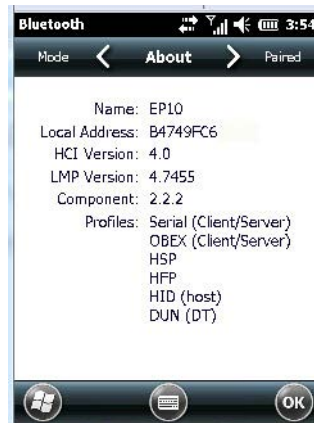 Bluetooth 3:54
Mode About Paired
Name: EP10
Local Address: B4749FC6
HCI Version: 4.0
LMP Version: 4.7455
Component: 2.2.2
Profiles: Serial (Client/Server)
OBEX (Client/Server)
HSP
HFP
HID (host)
DUN (DT)
OK